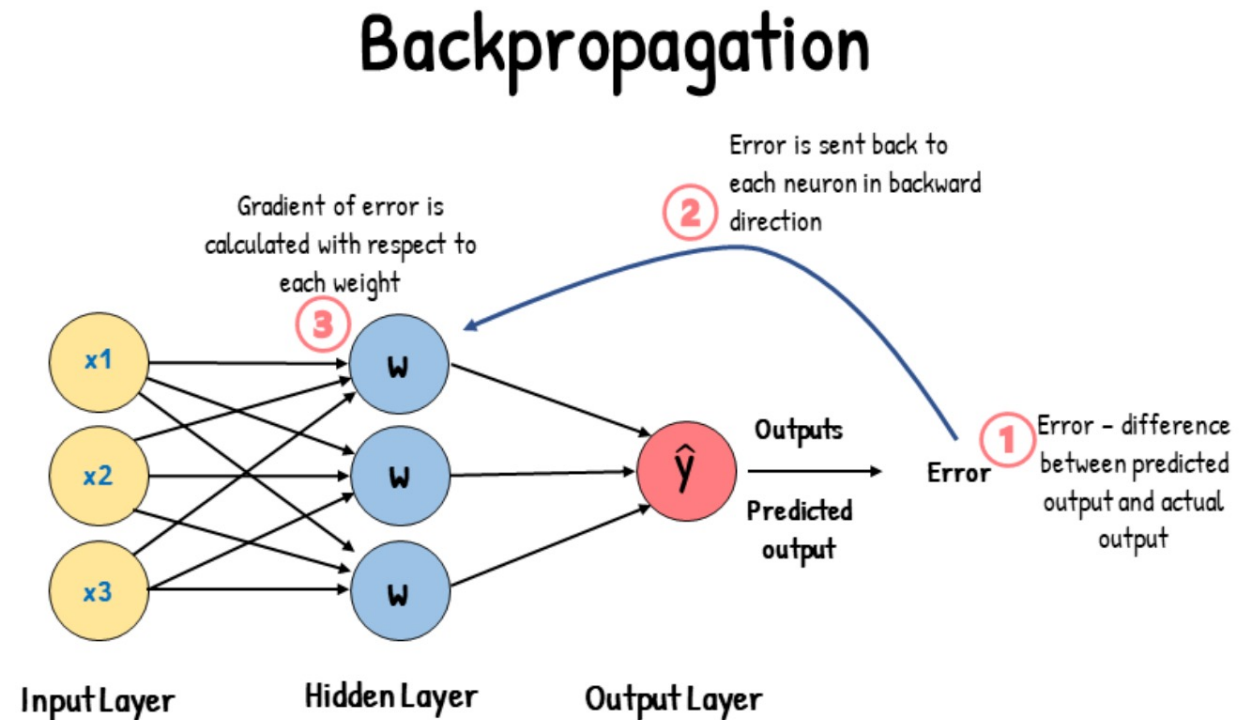 Backpropagation
Error is sent back to
each neuron in backward
direction
2
Gradient of error is
calculated with respect to
each weight
3
x1
x2
x3
w
w
w
ŷ
Outputs
Predicted
output
Error
1
Error - difference
between predicted
output and actual
output
Input Layer
Hidden Layer
Output Layer